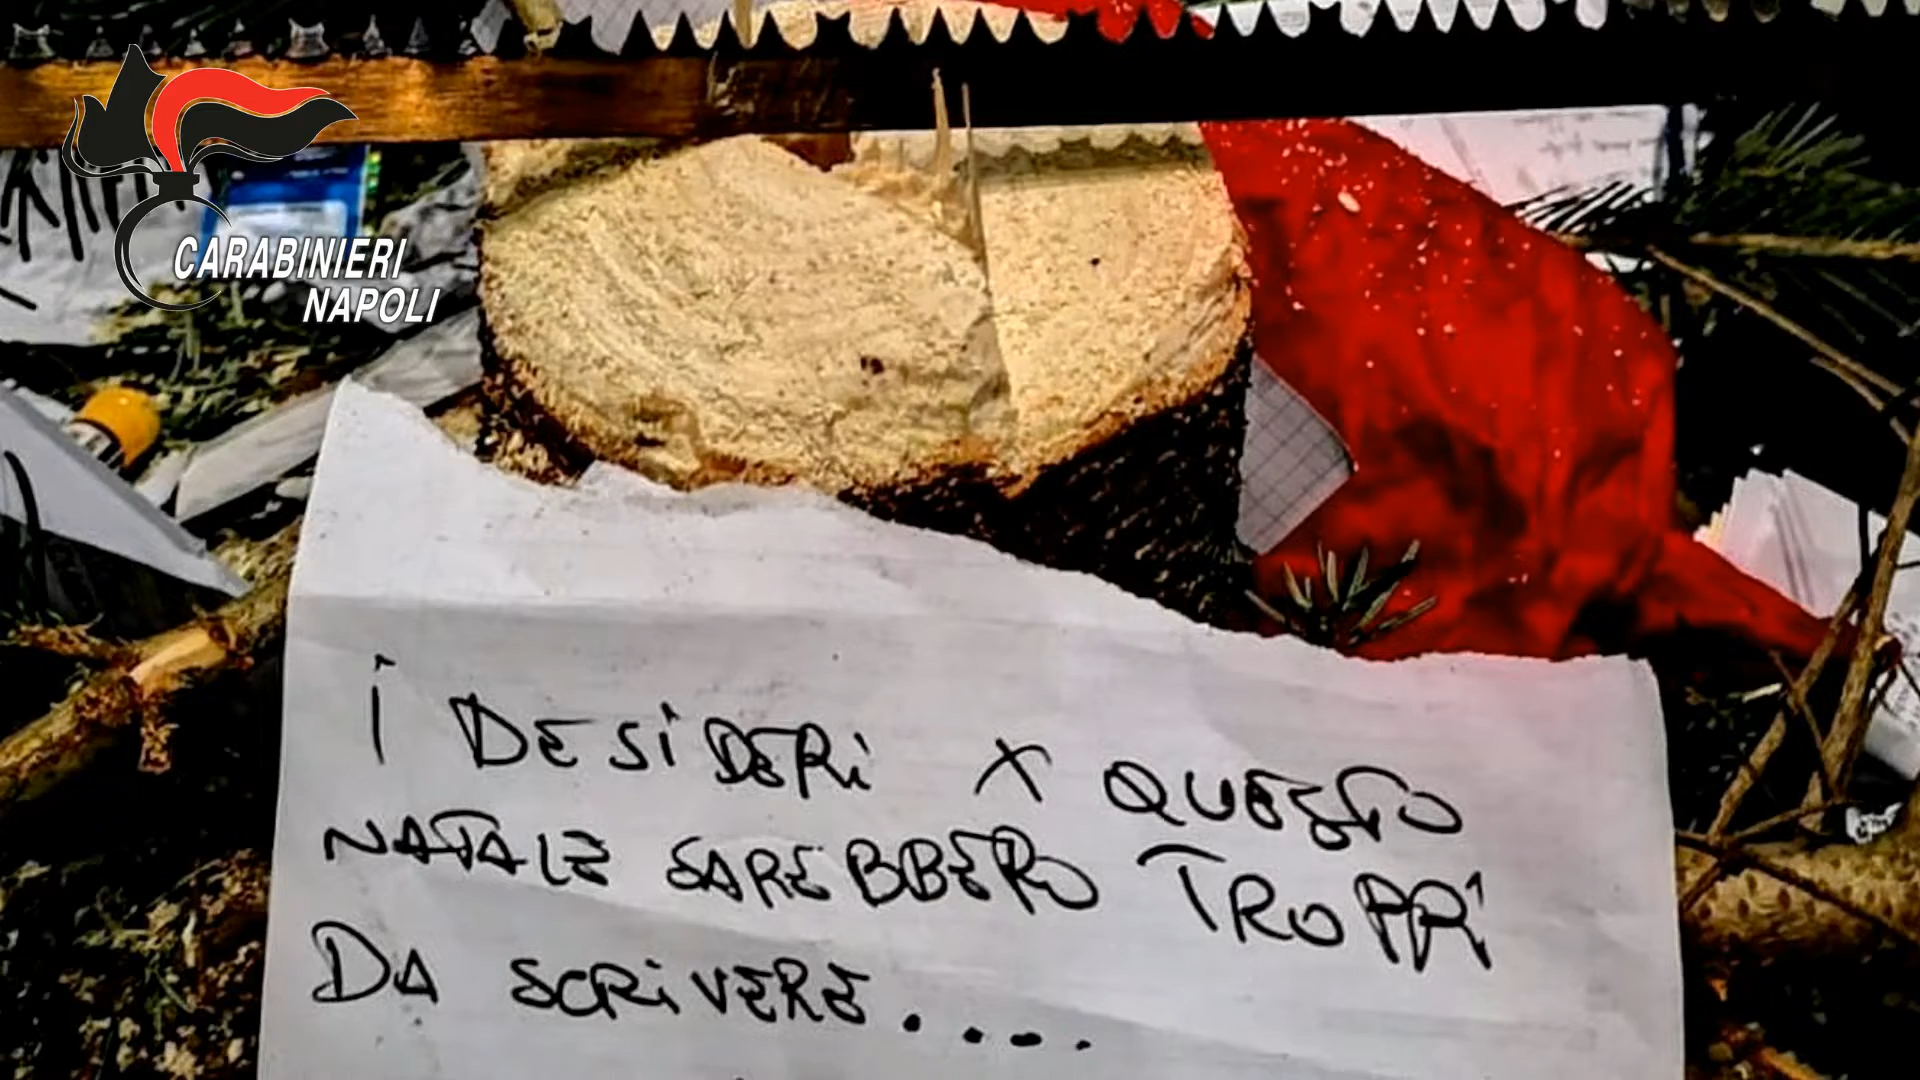 CARABINIERI
NAPOLI
I DESIDERI X QUESTO
NATALE SAREBBERO TROPPI
DA SCRIVERE....